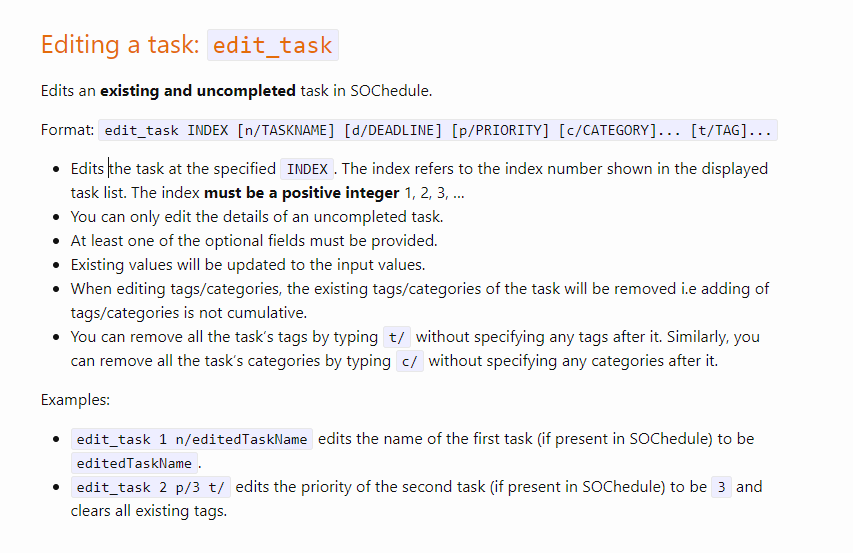 Editing a task: edit_task
Edits an existing and uncompleted task in SOChedule.
Format: edit_task INDEX [n/TASKNAME] [d/DEADLINE] [p/PRIORITY] [c/CATEGORY]... [t/TAG]...
• Edits the task at the specified INDEX. The index refers to the index number shown in the displayed
task list. The index must be a positive integer 1, 2, 3, …
• You can only edit the details of an uncompleted task.
• At least one of the optional fields must be provided.
• Existing values will be updated to the input values.
• When editing tags/categories, the existing tags/categories of the task will be removed i.e adding of
tags/categories is not cumulative.
• You can remove all the task’s tags by typing t/ without specifying any tags after it. Similarly, you
can remove all the task’s categories by typing c/ without specifying any categories after it.
Examples:
• edit_task 1 n/editedTaskName edits the name of the first task (if present in SOChedule) to be
editedTaskName.
• edit_task 2 p/3 t/ edits the priority of the second task (if present in SOChedule) to be 3 and
clears all existing tags.